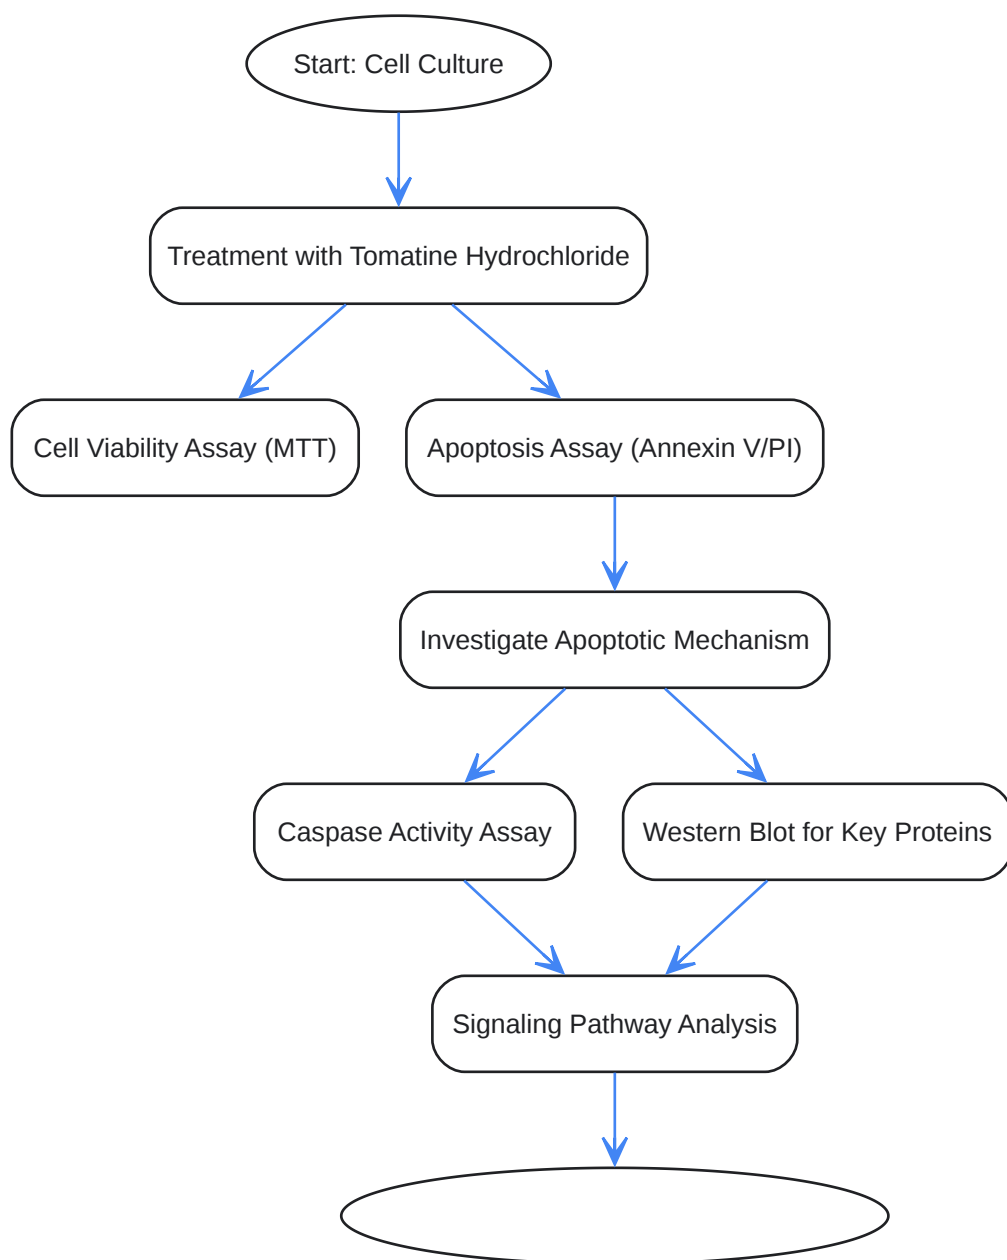 Start: Cell Culture
Treatment with Tomatine Hydrochloride
Cell Viability Assay (MTT)
Apoptosis Assay (Annexin V/PI)
Investigate Apoptotic Mechanism
Caspase Activity Assay
Western Blot for Key Proteins
Signaling Pathway Analysis